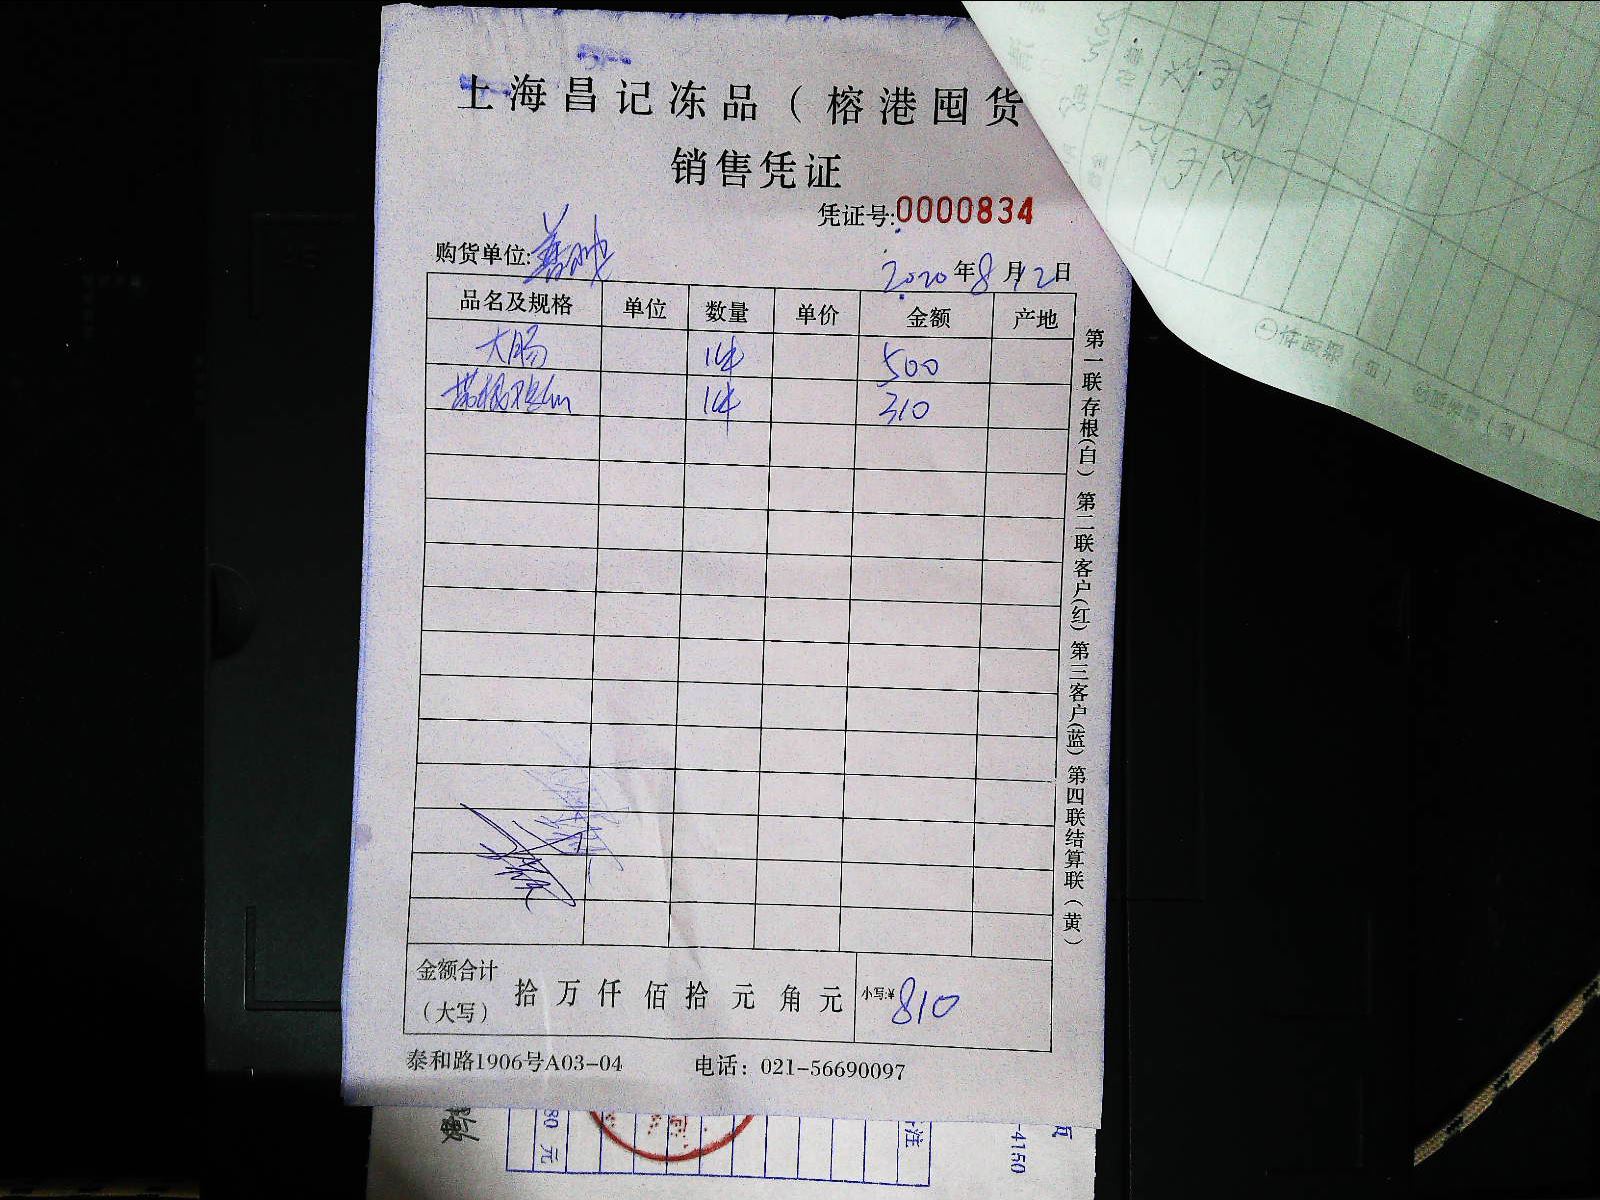 上海昌记冻品（榕港囤货
销售凭证
凭证号:0000834
购货单位:
2020年8月12日
品名及规格 单位 数量 单价 金额 产地
大肠 1件 500
1件 310
第一联存根(白) 第二联客户(红) 第三客户(蓝) 第四联结算联(黄)
金额合计（大写） 拾万仟佰拾元角元 小写:¥810
泰和路1906号A03-04 电话：021-56690097
80元
注
-4150